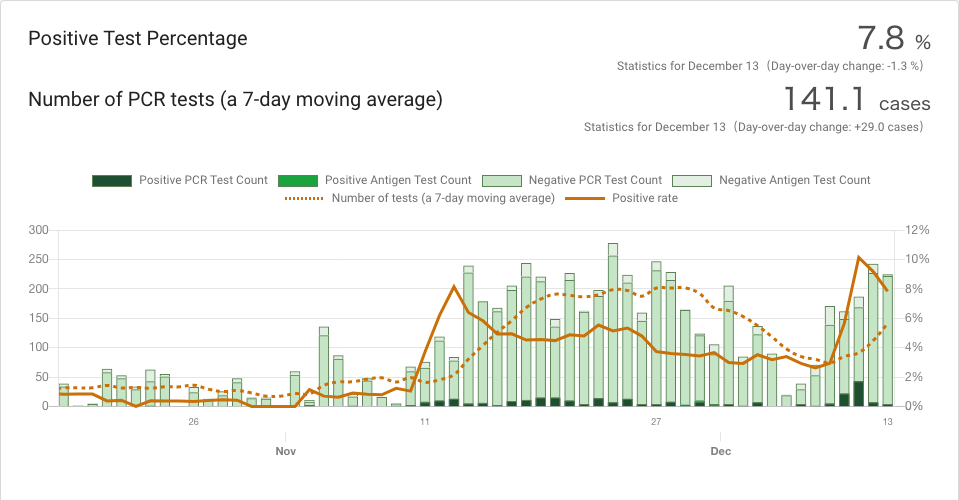 Positive Test Percentage
7.8 %
Statistics for December 13 (Day-over-day change: -1.3 %)
Number of PCR tests (a 7-day moving average)
141.1 cases
Statistics for December 13 (Day-over-day change: +29.0 cases)
Positive PCR Test Count Positive Antigen Test Count Negative PCR Test Count Negative Antigen Test Count
Number of tests (a 7-day moving average) Positive rate
300 12%
250 10%
200 8%
150 6%
100 4%
50 2%
0 0%
26 11 27 13
Nov Dec